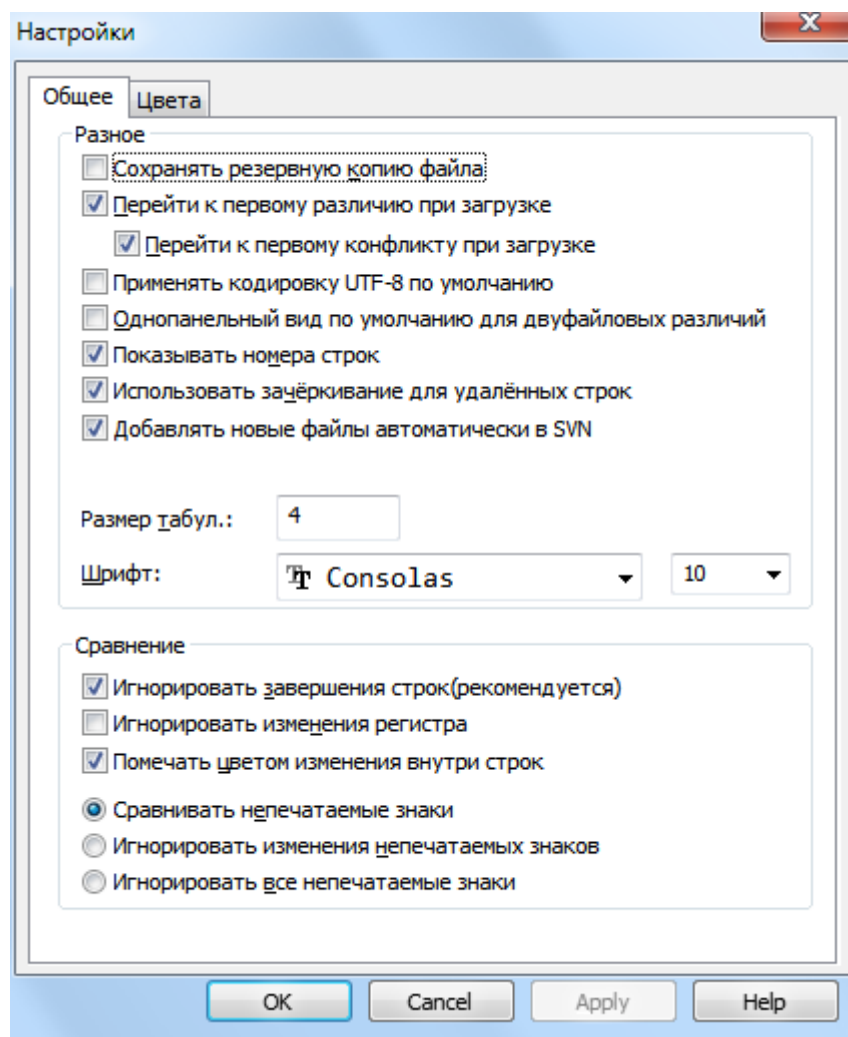 Настройки
Общее
Цвета
Разное
Сохранять резервную копию файла
Перейти к первому различию при загрузке
Перейти к первому конфликту при загрузке
Применять кодировку UTF-8 по умолчанию
Однопанельный вид по умолчанию для двуфайловых различий
Показывать номера строк
Использовать зачёркивание для удалённых строк
Добавлять новые файлы автоматически в SVN
Размер табул.: 4
Шрифт: Consolas 10
Сравнение
Игнорировать завершения строк(рекомендуется)
Игнорировать изменения регистра
Помечать цветом изменения внутри строк
Сравнивать непечатаемые знаки
Игнорировать изменения непечатаемых знаков
Игнорировать все непечатаемые знаки
OK Cancel Apply Help